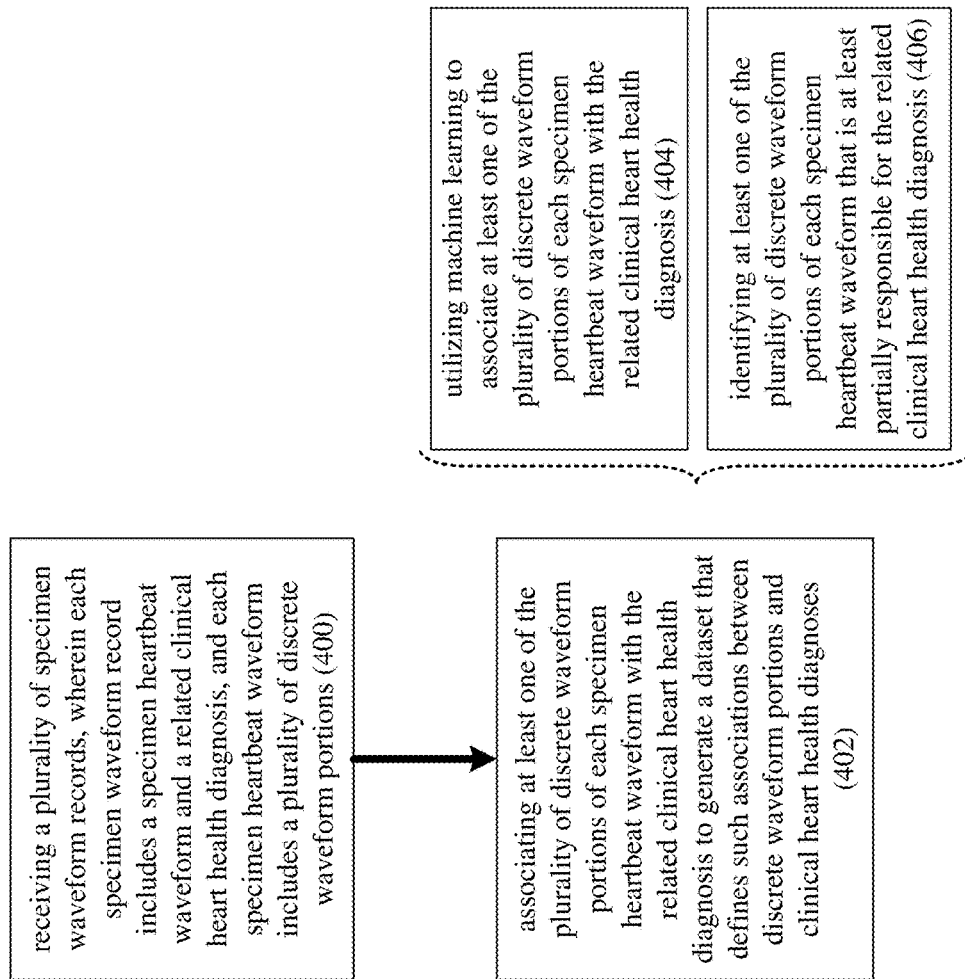 receiving a plurality of specimen
waveform records, wherein each
specimen waveform record
includes a specimen heartbeat
waveform and a related clinical
heart health diagnosis, and each
specimen heartbeat waveform
includes a plurality of discrete
waveform portions (400)
associating at least one of the
plurality of discrete waveform
portions of each specimen
heartbeat waveform with the
related clinical heart health
diagnosis to generate a dataset that
defines such associations between
discrete waveform portions and
clinical heart health diagnoses
(402)
utilizing machine learning to
associate at least one of the
plurality of discrete waveform
portions of each specimen
heartbeat waveform with the
related clinical heart health
diagnosis (404)
identifying at least one of the
plurality of discrete waveform
portions of each specimen
heartbeat waveform that is at least
partially responsible for the related
clinical heart health diagnosis (406)